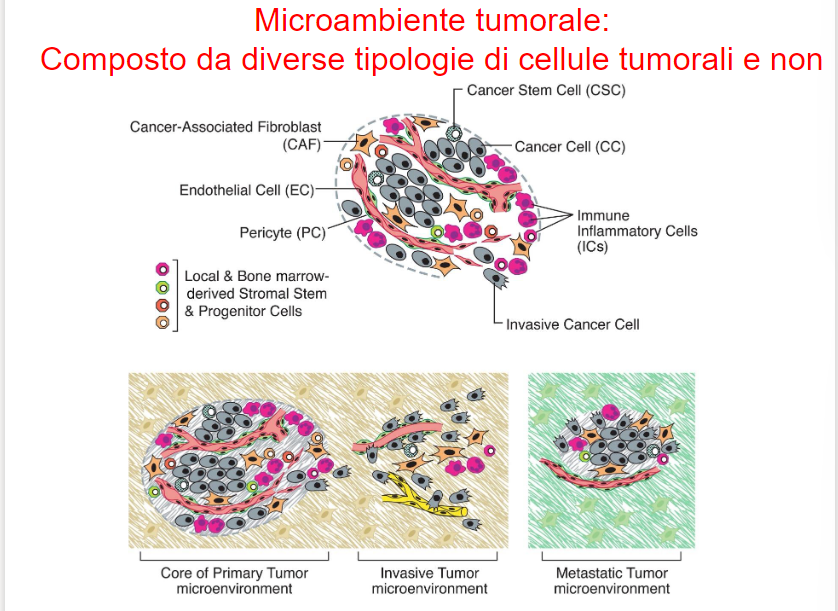 Microambiente tumorale:
Composto da diverse tipologie di cellule tumorali e non
Cancer Stem Cell (CSC)
Cancer-Associated Fibroblast
(CAF)
Cancer Cell (CC)
Endothelial Cell (EC)
Immune
Inflammatory Cells
(ICs)
Pericyte (PC)
Local & Bone marrow-
derived Stromal Stem
& Progenitor Cells
Invasive Cancer Cell
Core of Primary Tumor
microenvironment
Invasive Tumor
microenvironment
Metastatic Tumor
microenvironment